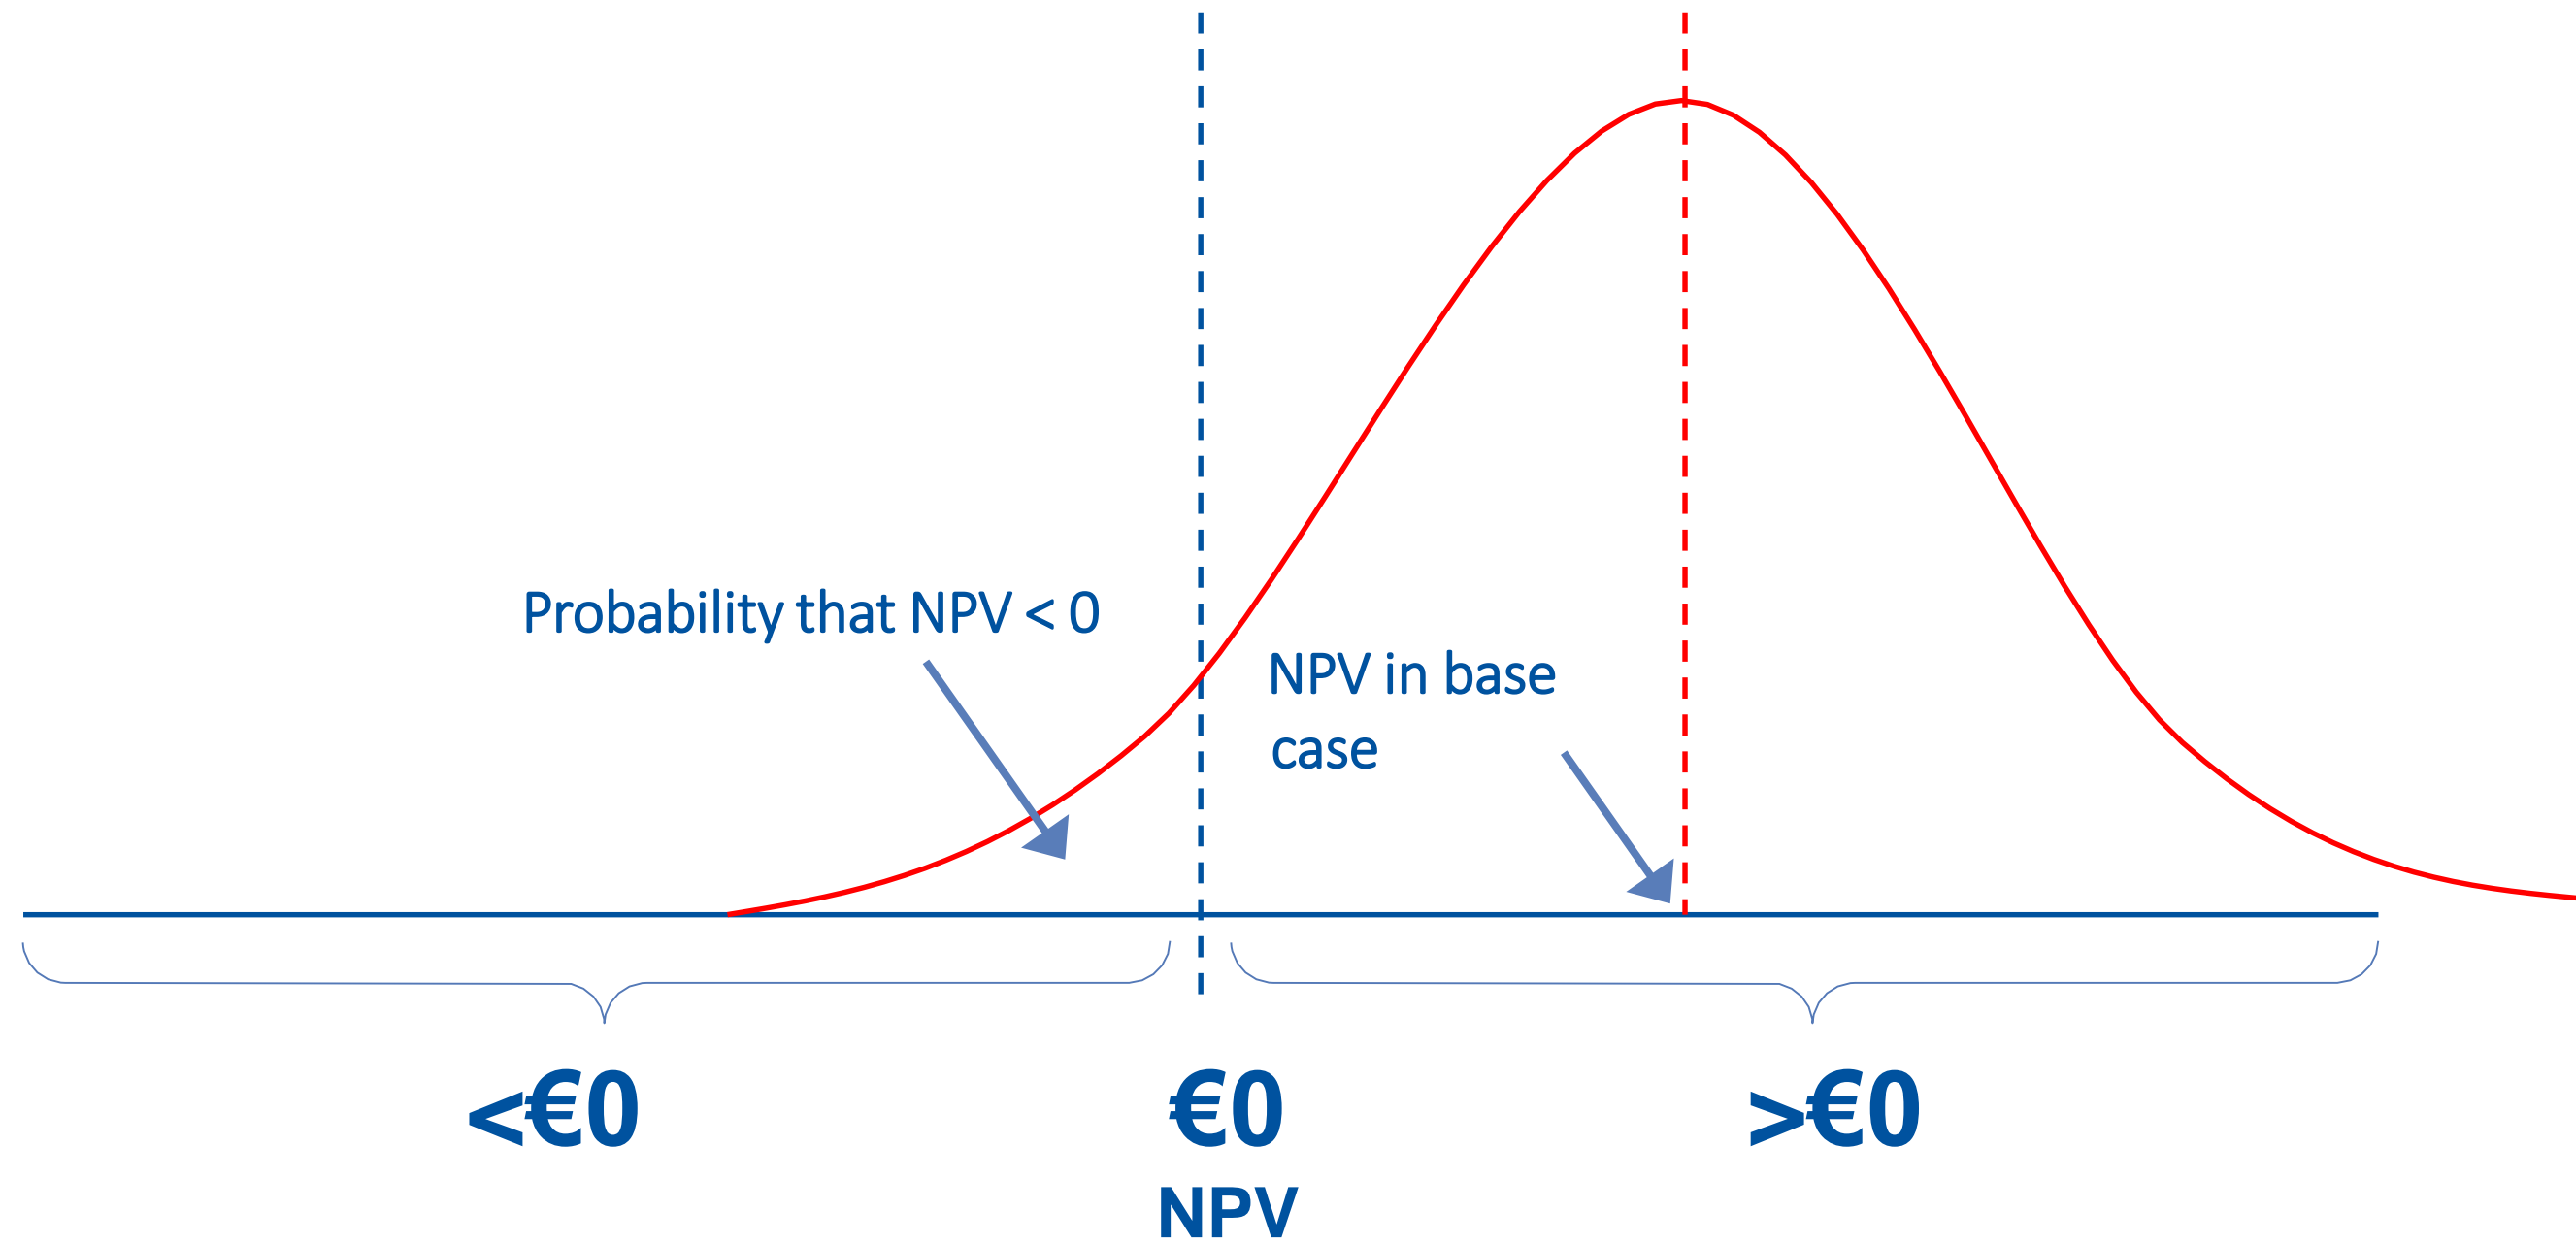 Probability that NPV < 0
NPV in base
case
<€0
€0
>€0
NPV